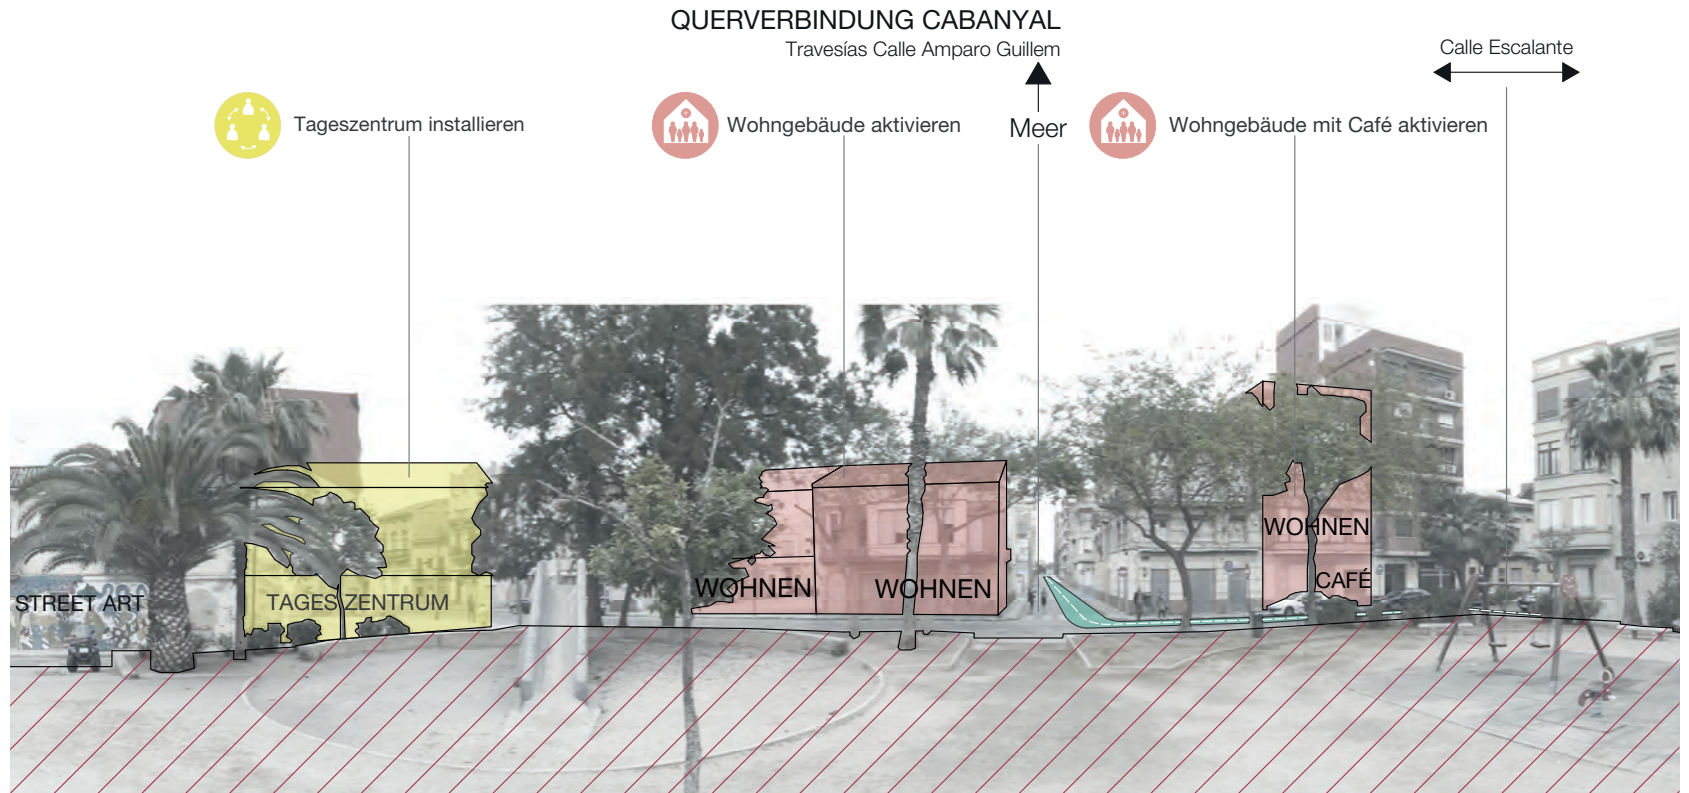 QUERVERBINDUNG CABANYAL
Travesías Calle Amparo Guillem
Calle Escalante
Tageszentrum installieren
Wohngebäude aktivieren
Meer
Wohngebäude mit Café aktivieren
WOHNEN
CAFÉ
WOHNEN
WOHNEN
STREET ART
TAGESZENTRUM